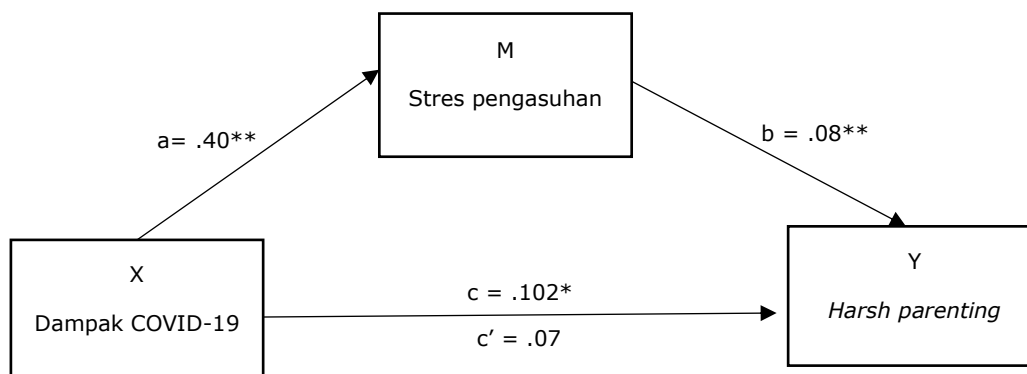 M
Stres pengasuhan
a= .40**
b = .08**
X
Dampak COVID-19
c = .102*
c’ = .07
Y
Harsh parenting